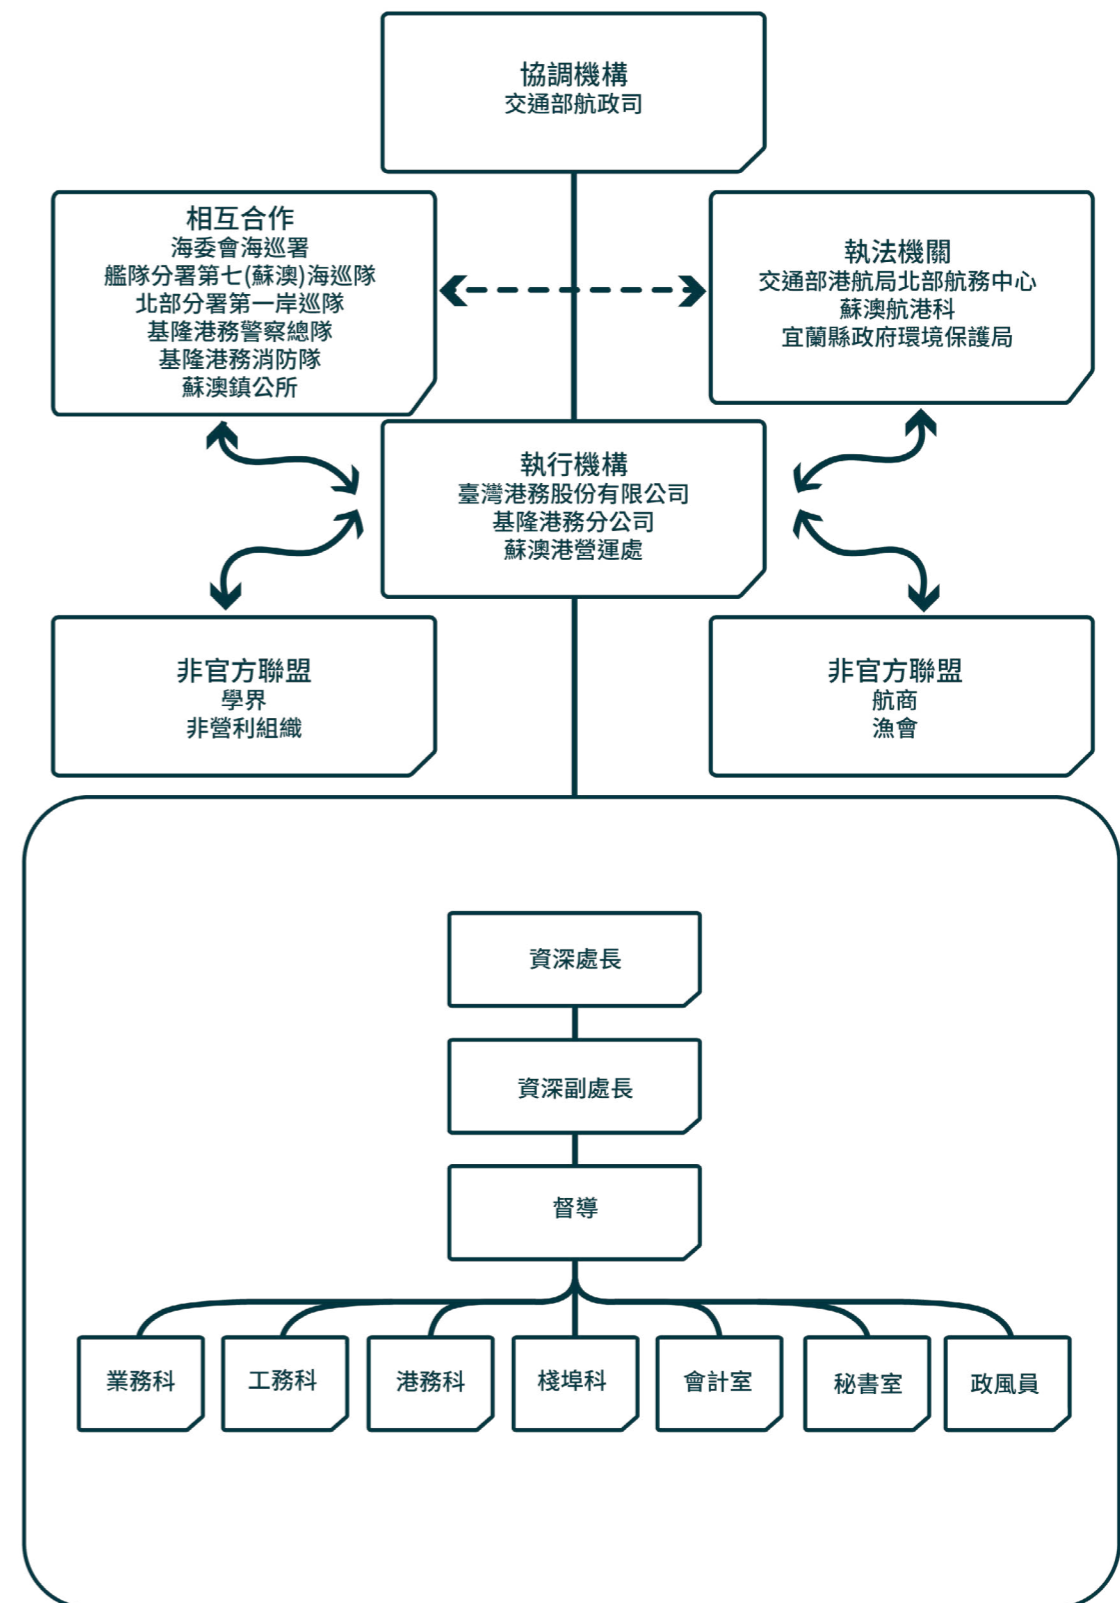 協調機構
交通部航政司
相互合作
海委會海巡署
艦隊分署第七(蘇澳)海巡隊
北部分署第一岸巡隊
基隆港務警察總隊
基隆港務消防隊
蘇澳鎮公所
執法機關
交通部港航局北部航務中心
蘇澳航港科
宜蘭縣政府環境保護局
執行機構
臺灣港務股份有限公司
基隆港務分公司
蘇澳港營運處
非官方聯盟
學界
非營利組織
非官方聯盟
航商
漁會
資深處長
資深副處長
督導
業務科
工務科
港務科
棧埠科
會計室
秘書室
政風員